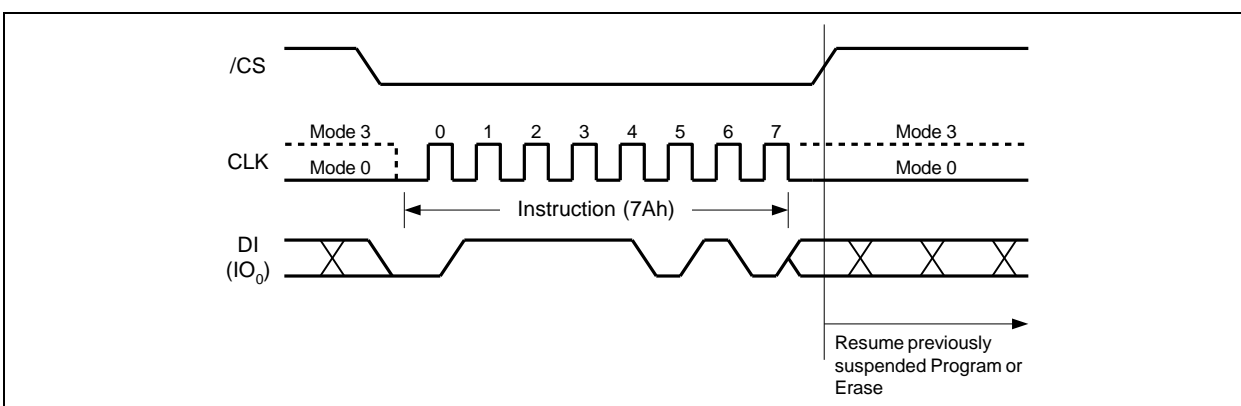 /CS
Mode 3 0 1 2 3 4 5 6 7 Mode 3
CLK
Mode 0 Mode 0
Instruction (7Ah)
DI
(IO0)
Resume previously
suspended Program or
Erase